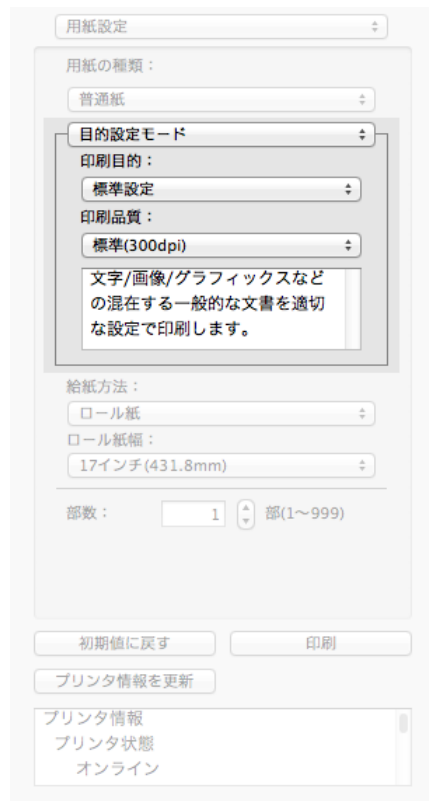 用紙設定
用紙の種類：
普通紙
目的設定モード
印刷目的：
標準設定
印刷品質：
標準(300dpi)
文字/画像/グラフィックスなど
の混在する一般的な文書を適切
な設定で印刷します。
給紙方法：
ロール紙
ロール紙幅：
17インチ(431.8mm)
部数： 1 部(1～999)
初期値に戻す 印刷
プリンタ情報を更新
プリンタ情報
プリンタ状態
オンライン